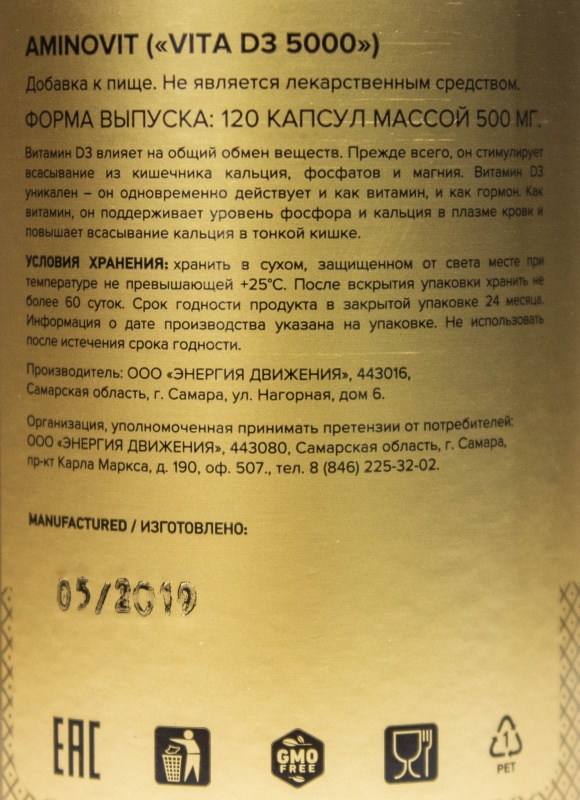 AMINOVIT («VITA D3 5000»)
Добавка к пище. Не является лекарственным средством.
ФОРМА ВЫПУСКА: 120 КАПСУЛ МАССОЙ 500 МГ.
Витамин D3 влияет на общий обмен веществ. Прежде всего, он стимулирует
всасывание из кишечника кальция, фосфатов и магния. Витамин D3
уникален – он одновременно действует и как витамин, и как гормон. Как
витамин, он поддерживает уровень фосфора и кальция в плазме крови и
повышает всасывание кальция в тонкой кишке.
УСЛОВИЯ ХРАНЕНИЯ: хранить в сухом, защищенном от света месте при
температуре не превышающей +25°C. После вскрытия упаковки хранить не
более 60 суток. Срок годности продукта в закрытой упаковке 24 месяца.
Информация о дате производства указана на упаковке. Не использовать
после истечения срока годности.
Производитель: ООО «ЭНЕРГИЯ ДВИЖЕНИЯ», 443016,
Самарская область, г. Самара, ул. Нагорная, дом 6.
Организация, уполномоченная принимать претензии от потребителей:
ООО «ЭНЕРГИЯ ДВИЖЕНИЯ», 443080, Самарская область, г. Самара,
пр-кт Карла Маркса, д. 190, оф. 507., тел. 8 (846) 225-32-02.
MANUFACTURED / ИЗГОТОВЛЕНО:
05/2019
EAC
GMO
FREE
1
PET